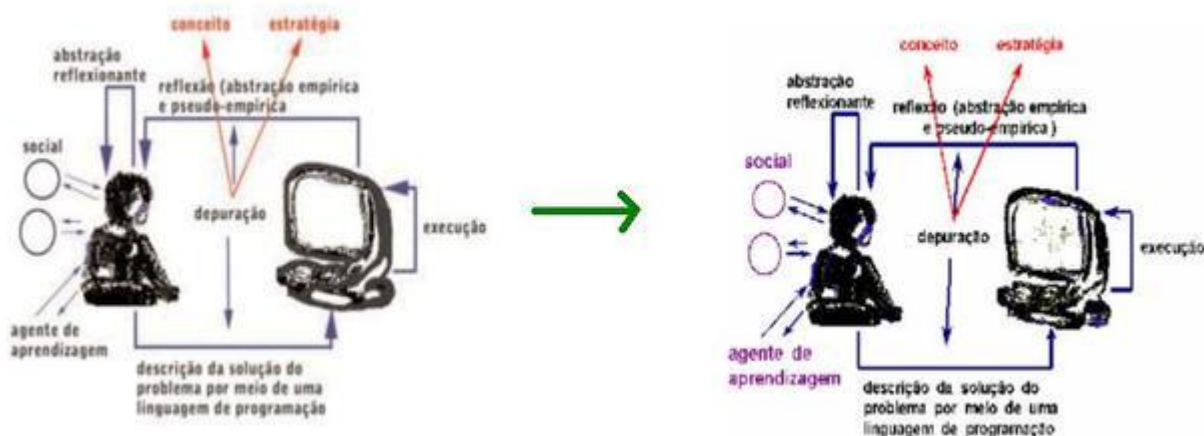 conceito estratégia
abstração
reflexionante
reflexão (abstração empírica
e pseudo-empírica
social
depuração
execução
agente de
aprendizagem
descrição da solução do
problema por meio de uma
linguagem de programação
conceito estratégia
abstração
reflexionante
reflexão (abstração empírica
e pseudo-empírica )
social
depuração
execução
agente de
aprendizagem
descrição da solução do
problema por meio de uma
linguagem de programação